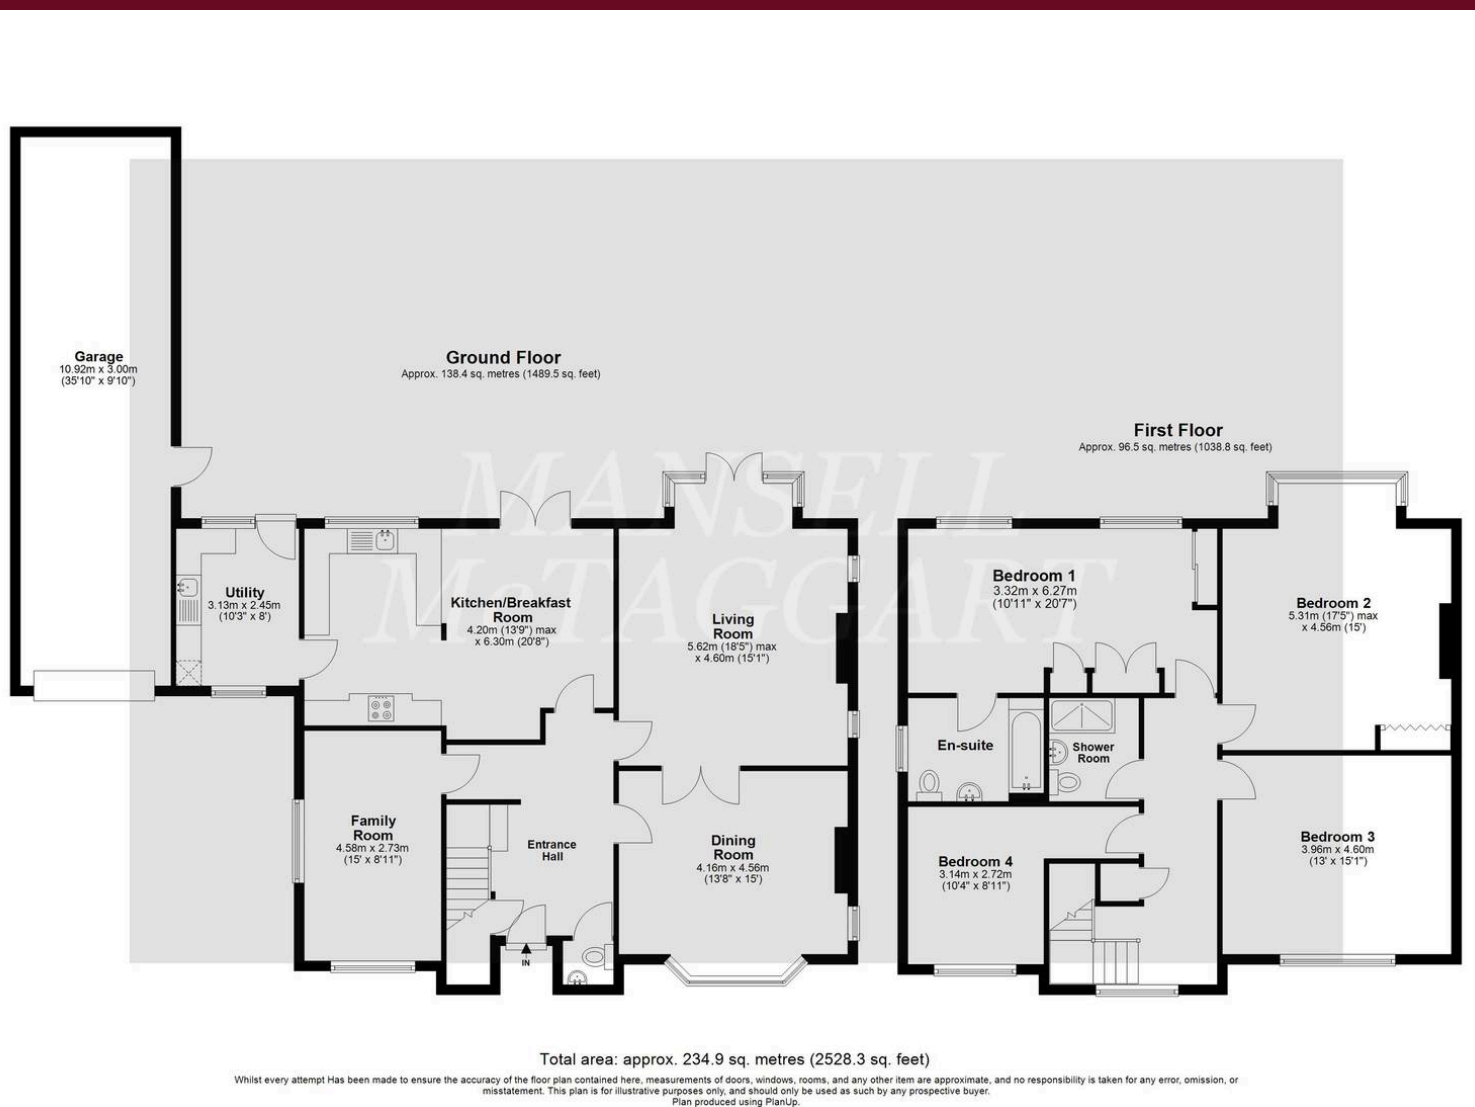 Garage
10.92m x 3.00m
(35'10" x 9'10")
Ground Floor
Approx. 138.4 sq. metres (1489.5 sq. feet)
First Floor
Approx. 96.5 sq. metres (1038.8 sq. feet)
MANSELL
McTAGGART
Utility
3.13m x 2.45m
(10'3" x 8')
Kitchen/Breakfast
Room
4.20m (13'9") max
x 6.30m (20'8")
Living
Room
5.62m (18'5") max
x 4.60m (15'1")
Bedroom 1
3.32m x 6.27m
(10'11" x 20'7")
Bedroom 2
5.31m (17'5") max
x 4.56m (15')
En-suite
Shower
Room
Family
Room
4.58m x 2.73m
(15' x 8'11")
Entrance
Hall
Dining
Room
4.16m x 4.56m
(13'8" x 15')
Bedroom 4
3.14m x 2.72m
(10'4" x 8'11")
Bedroom 3
3.96m x 4.60m
(13' x 15'1")
IN
Total area: approx. 234.9 sq. metres (2528.3 sq. feet)
Whilst every attempt Has been made to ensure the accuracy of the floor plan contained here, measurements of doors, windows, rooms, and any other item are approximate, and no responsibility is taken for any error, omission, or
misstatement. This plan is for illustrative purposes only, and should only be used as such by any prospective buyer.
Plan produced using PlanUp.